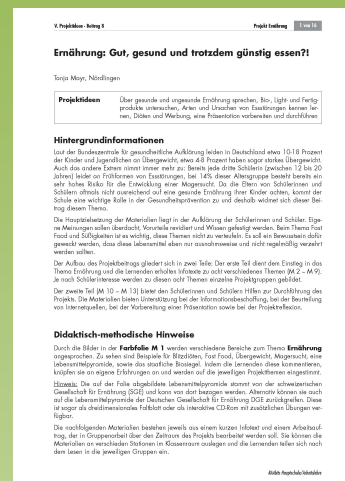 V. Projektideen · Beitrag 8
Projekt Ernährung
1 von 16
Ernährung: Gut, gesund und trotzdem günstig essen?!
Tanja Mayr, Nördlingen
Projektideen
Über gesunde und ungesunde Ernährung sprechen, Bio-, Light- und Fertig-
produkte untersuchen, Arten und Ursachen von Essstörungen kennen ler-
nen, Diäten und Werbung, eine Präsentation vorbereiten und durchführen
Hintergrundinformationen
Laut der Bundeszentrale für gesundheitliche Aufklärung leiden in Deutschland etwa 10-18 Prozent
der Kinder und Jugendlichen an Übergewicht, etwa 4-8 Prozent haben sogar starkes Übergewicht.
Auch das andere Extrem nimmt immer mehr zu: Bereits jede dritte Schülerin (zwischen 12 bis 20
Jahren) leidet an Frühformen von Essstörungen, bei 14% dieser Altersgruppe besteht bereits ein
sehr hohes Risiko für die Entwicklung einer Magersucht. Da die Eltern von Schülerinnen und
Schülern oftmals nicht ausreichend auf eine gesunde Ernährung ihrer Kinder achten, kommt der
Schule eine wichtige Rolle in der Gesundheitsprävention zu und deshalb widmet sich dieser Bei-
trag diesem Thema.
Die Hauptzielsetzung der Materialien liegt in der Aufklärung der Schülerinnen und Schüler. Eige-
ne Meinungen sollen überdacht, Vorurteile revidiert und Wissen gefestigt werden. Beim Thema Fast
Food und Süßigkeiten ist es wichtig, diese Themen nicht zu verteufeln. Es soll ein Bewusstsein dafür
geweckt werden, dass diese Lebensmittel eben nur ausnahmsweise und nicht regelmäßig verzehrt
werden sollten.
Der Aufbau des Projektbeitrags gliedert sich in zwei Teile: Der erste Teil dient dem Einstieg in das
Thema Ernährung und die Lernenden erhalten Infotexte zu acht verschiedenen Themen (M 2 – M 9).
Je nach Schülerinteresse werden zu diesen acht Themen einzelne Projektgruppen gebildet.
Der zweite Teil (M 10 – M 13) bietet den Schülerinnen und Schülern Hilfen zur Durchführung des
Projekts. Die Materialien bieten Unterstützung bei der Informationsbeschaffung, bei der Beurteilung
von Internetquellen, bei der Vorbereitung einer Präsentation sowie bei der Projektreflexion.
Didaktisch-methodische Hinweise
Durch die Bilder in der Farbfolie M 1 werden verschiedene Bereiche zum Thema Ernährung
angesprochen. Zu sehen sind Beispiele für Blitzdiäten, Fast Food, Übergewicht, Magersucht, eine
Lebensmittelpyramide, sowie das staatliche Biosiegel. Indem die Lernenden diese kommentieren,
knüpfen sie an eigene Erfahrungen an und werden auf die jeweiligen Projektthemen eingestimmt.
Hinweis: Die auf der Folie abgebildete Lebensmittelpyramide stammt von der schweizerischen
Gesellschaft für Ernährung (SGE) und kann von dort bezogen werden. Alternativ können sie auch
auf die Lebensmittelpyramide der Deutschen Gesellschaft für Ernährung DGE zurückgreifen. Diese
ist sogar als dreidimensionales Faltblatt oder als interaktive CD-Rom mit zusätzlichen Übungen ver-
fügbar.
Die nachfolgenden Materialien bestehen jeweils aus einem kurzen Infotext und einem Arbeitsauf-
trag, der in Gruppenarbeit über den Zeitraum des Projekts bearbeitet werden soll. Sie können die
Materialien an verschieden Stationen im Klassenraum auslegen und die Lernenden teilen sich nach
dem Lesen in die jeweiligen Gruppen ein.